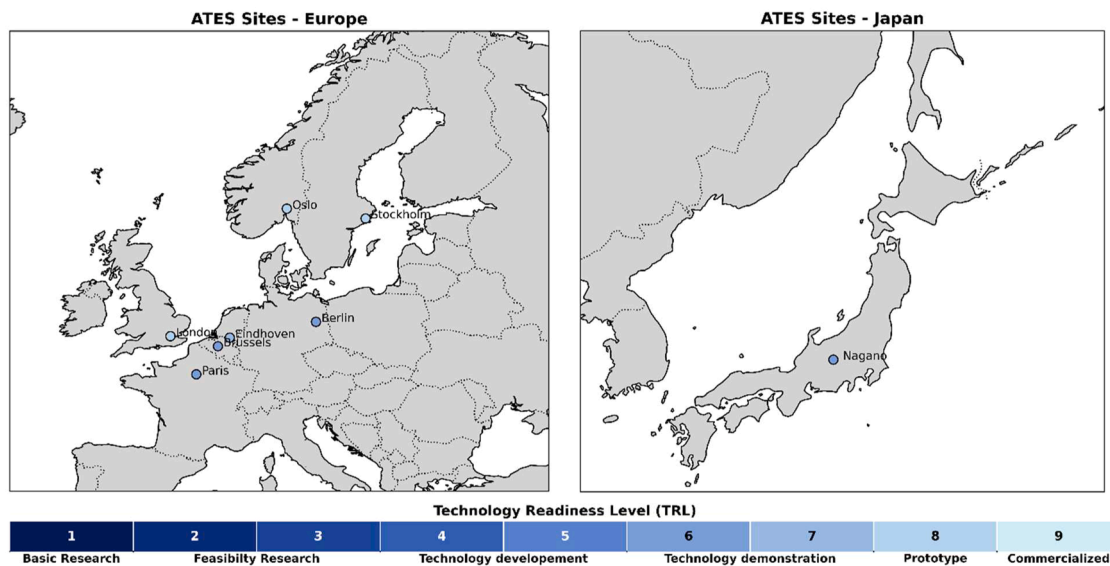 ATES Sites - Europe
ATES Sites - Japan
Oslo
Stockholm
London
Eindhoven
Brussels
Berlin
Paris
Nagano
Technology Readiness Level (TRL)
1 2 3 4 5 6 7 8 9
Basic Research Feasibilty Research Technology developement Technology demonstration Prototype Commercialized